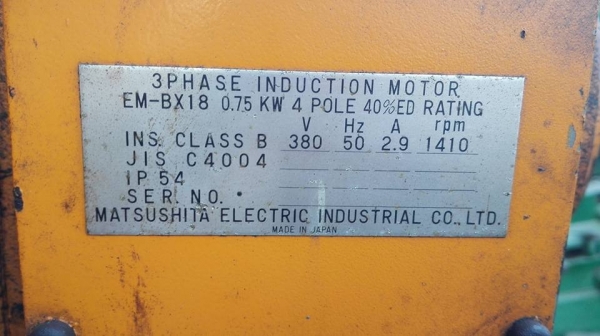 3PHASE INDUCTION MOTOR
EM-BX18 0.75 KW 4 POLE 40%ED RATING
V Hz A rpm
INS. CLASS B 380 50 2.9 1410
JIS C4004
IP 54
SER. NO.
MATSUSHITA ELECTRIC INDUSTRIAL CO., LTD.
MADE IN JAPAN